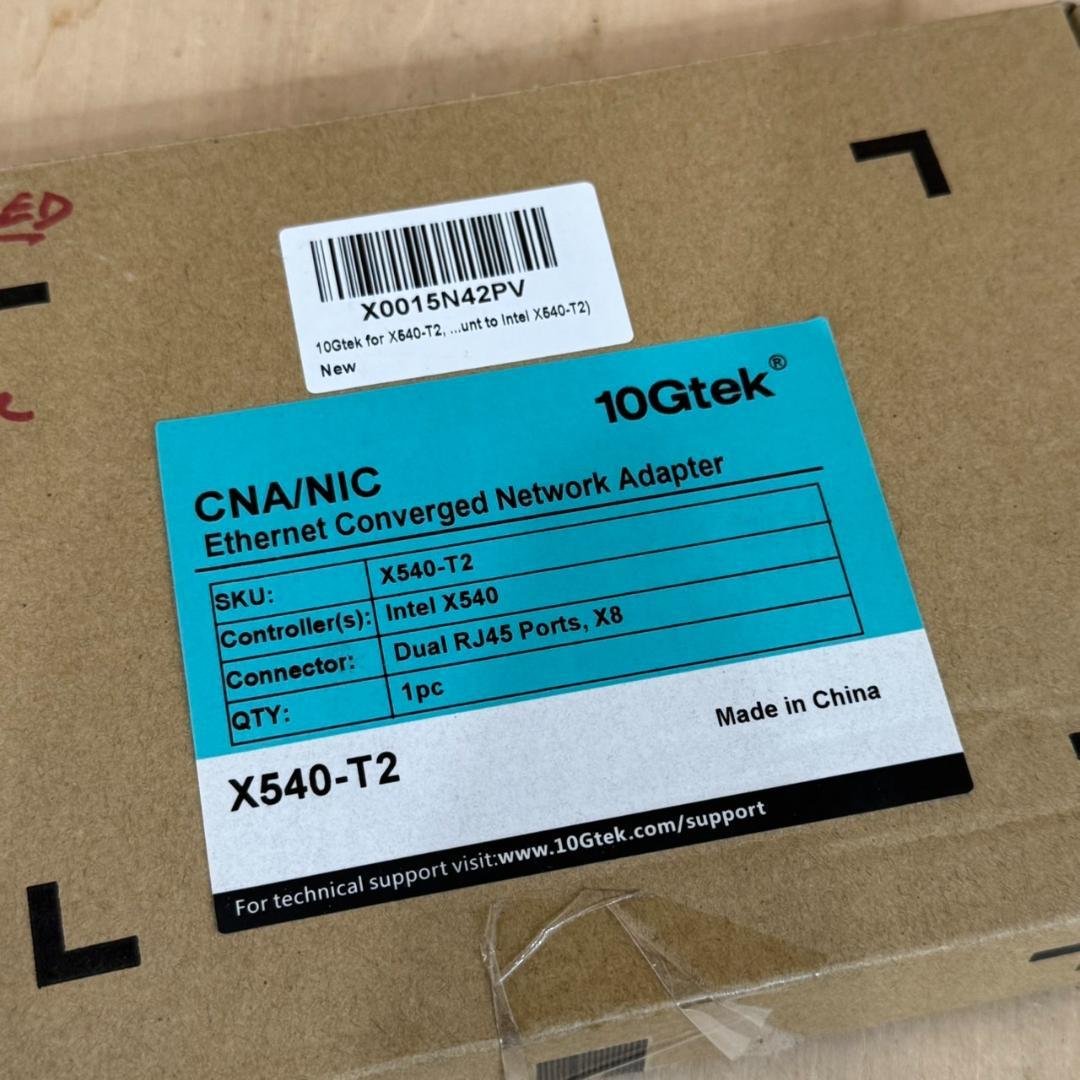 ED
X0015N42PV
10Gtek for X540-T2, ...unt to Intel X540-T2)
New
10Gtek®
CNA/NIC
Ethernet Converged Network Adapter
SKU: X540-T2
Controller(s): Intel X540
Connector: Dual RJ45 Ports, X8
QTY: 1pc
Made in China
X540-T2
For technical support visit:www.10Gtek.com/support